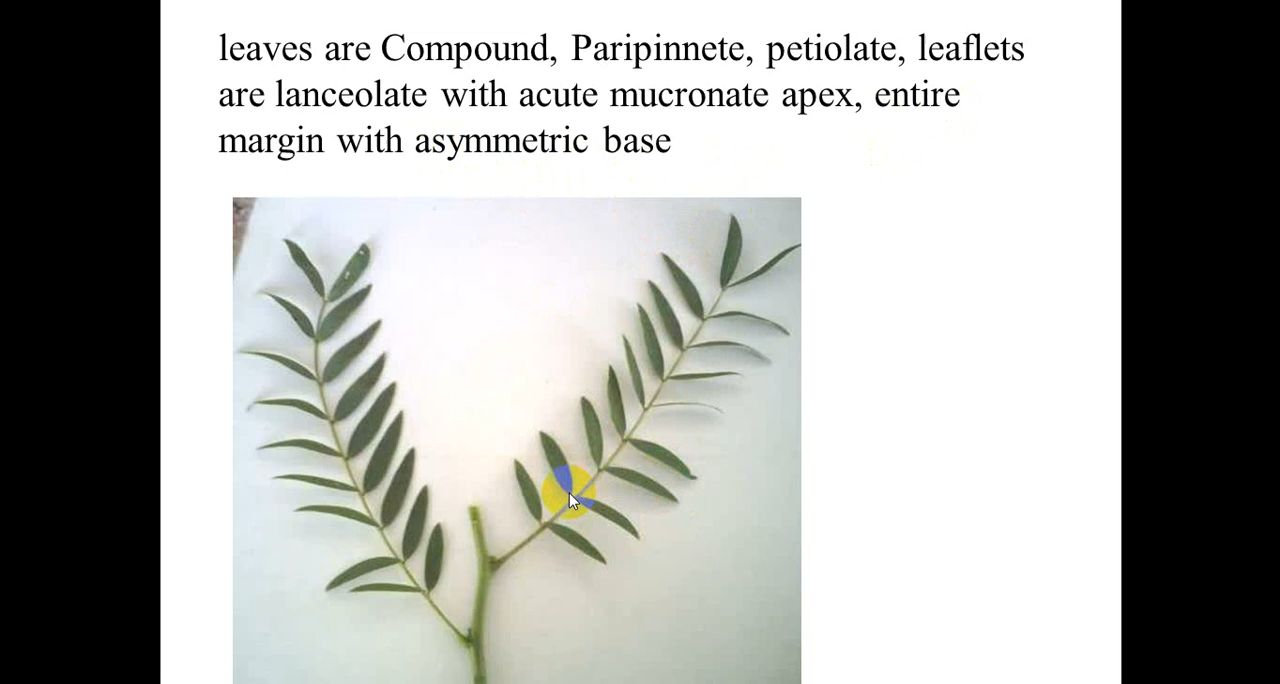 leaves are Compound, Paripinnete, petiolate, leaflets
are lanceolate with acute mucronate apex, entire
margin with asymmetric base